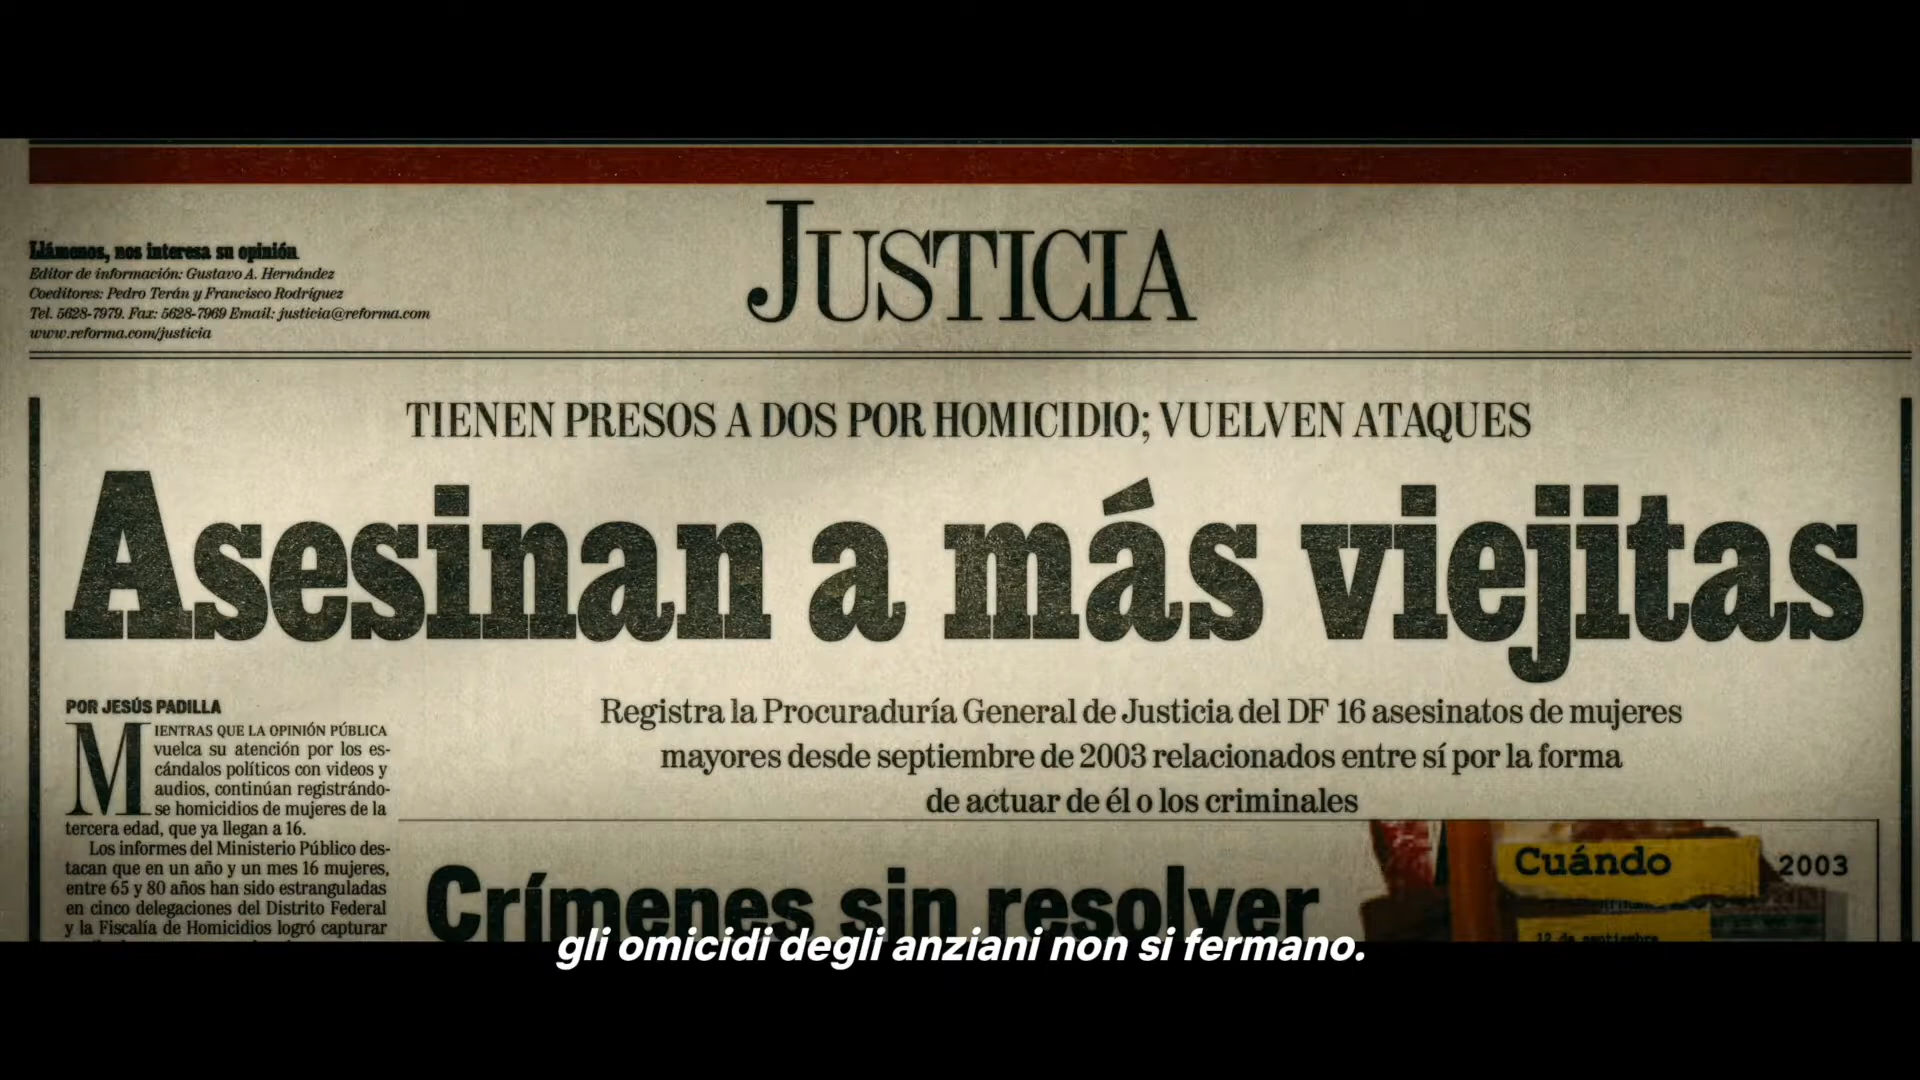 JUSTICIA
Llámenos, nos interesa su opinión
Editor de información: Gustavo A. Hernández
Coeditores: Pedro Terán y Francisco Rodríguez
Tel. 5628-7979. Fax: 5628-7969 Email: justicia@reforma.com
www.reforma.com/justicia
TIENEN PRESOS A DOS POR HOMICIDIO; VUELVEN ATAQUES
Asesinan a más viejitas
Registra la Procuraduría General de Justicia del DF 16 asesinatos de mujeres
mayores desde septiembre de 2003 relacionados entre sí por la forma
de actuar de él o los criminales
POR JESÚS PADILLA
MIENTRAS QUE LA OPINIÓN PÚBLICA
vuelca su atención por los es-
cándalos políticos con videos y
audios, continúan registrándo-
se homicidios de mujeres de la
tercera edad, que ya llegan a 16.
Los informes del Ministerio Público des-
tacan que en un año y un mes 16 mujeres,
entre 65 y 80 años han sido estranguladas
en cinco delegaciones del Distrito Federal
y la Fiscalía de Homicidios logró capturar
Crímenes sin resolver
Cuándo
2003
12 de septiembre
gli omicidi degli anziani non si fermano.